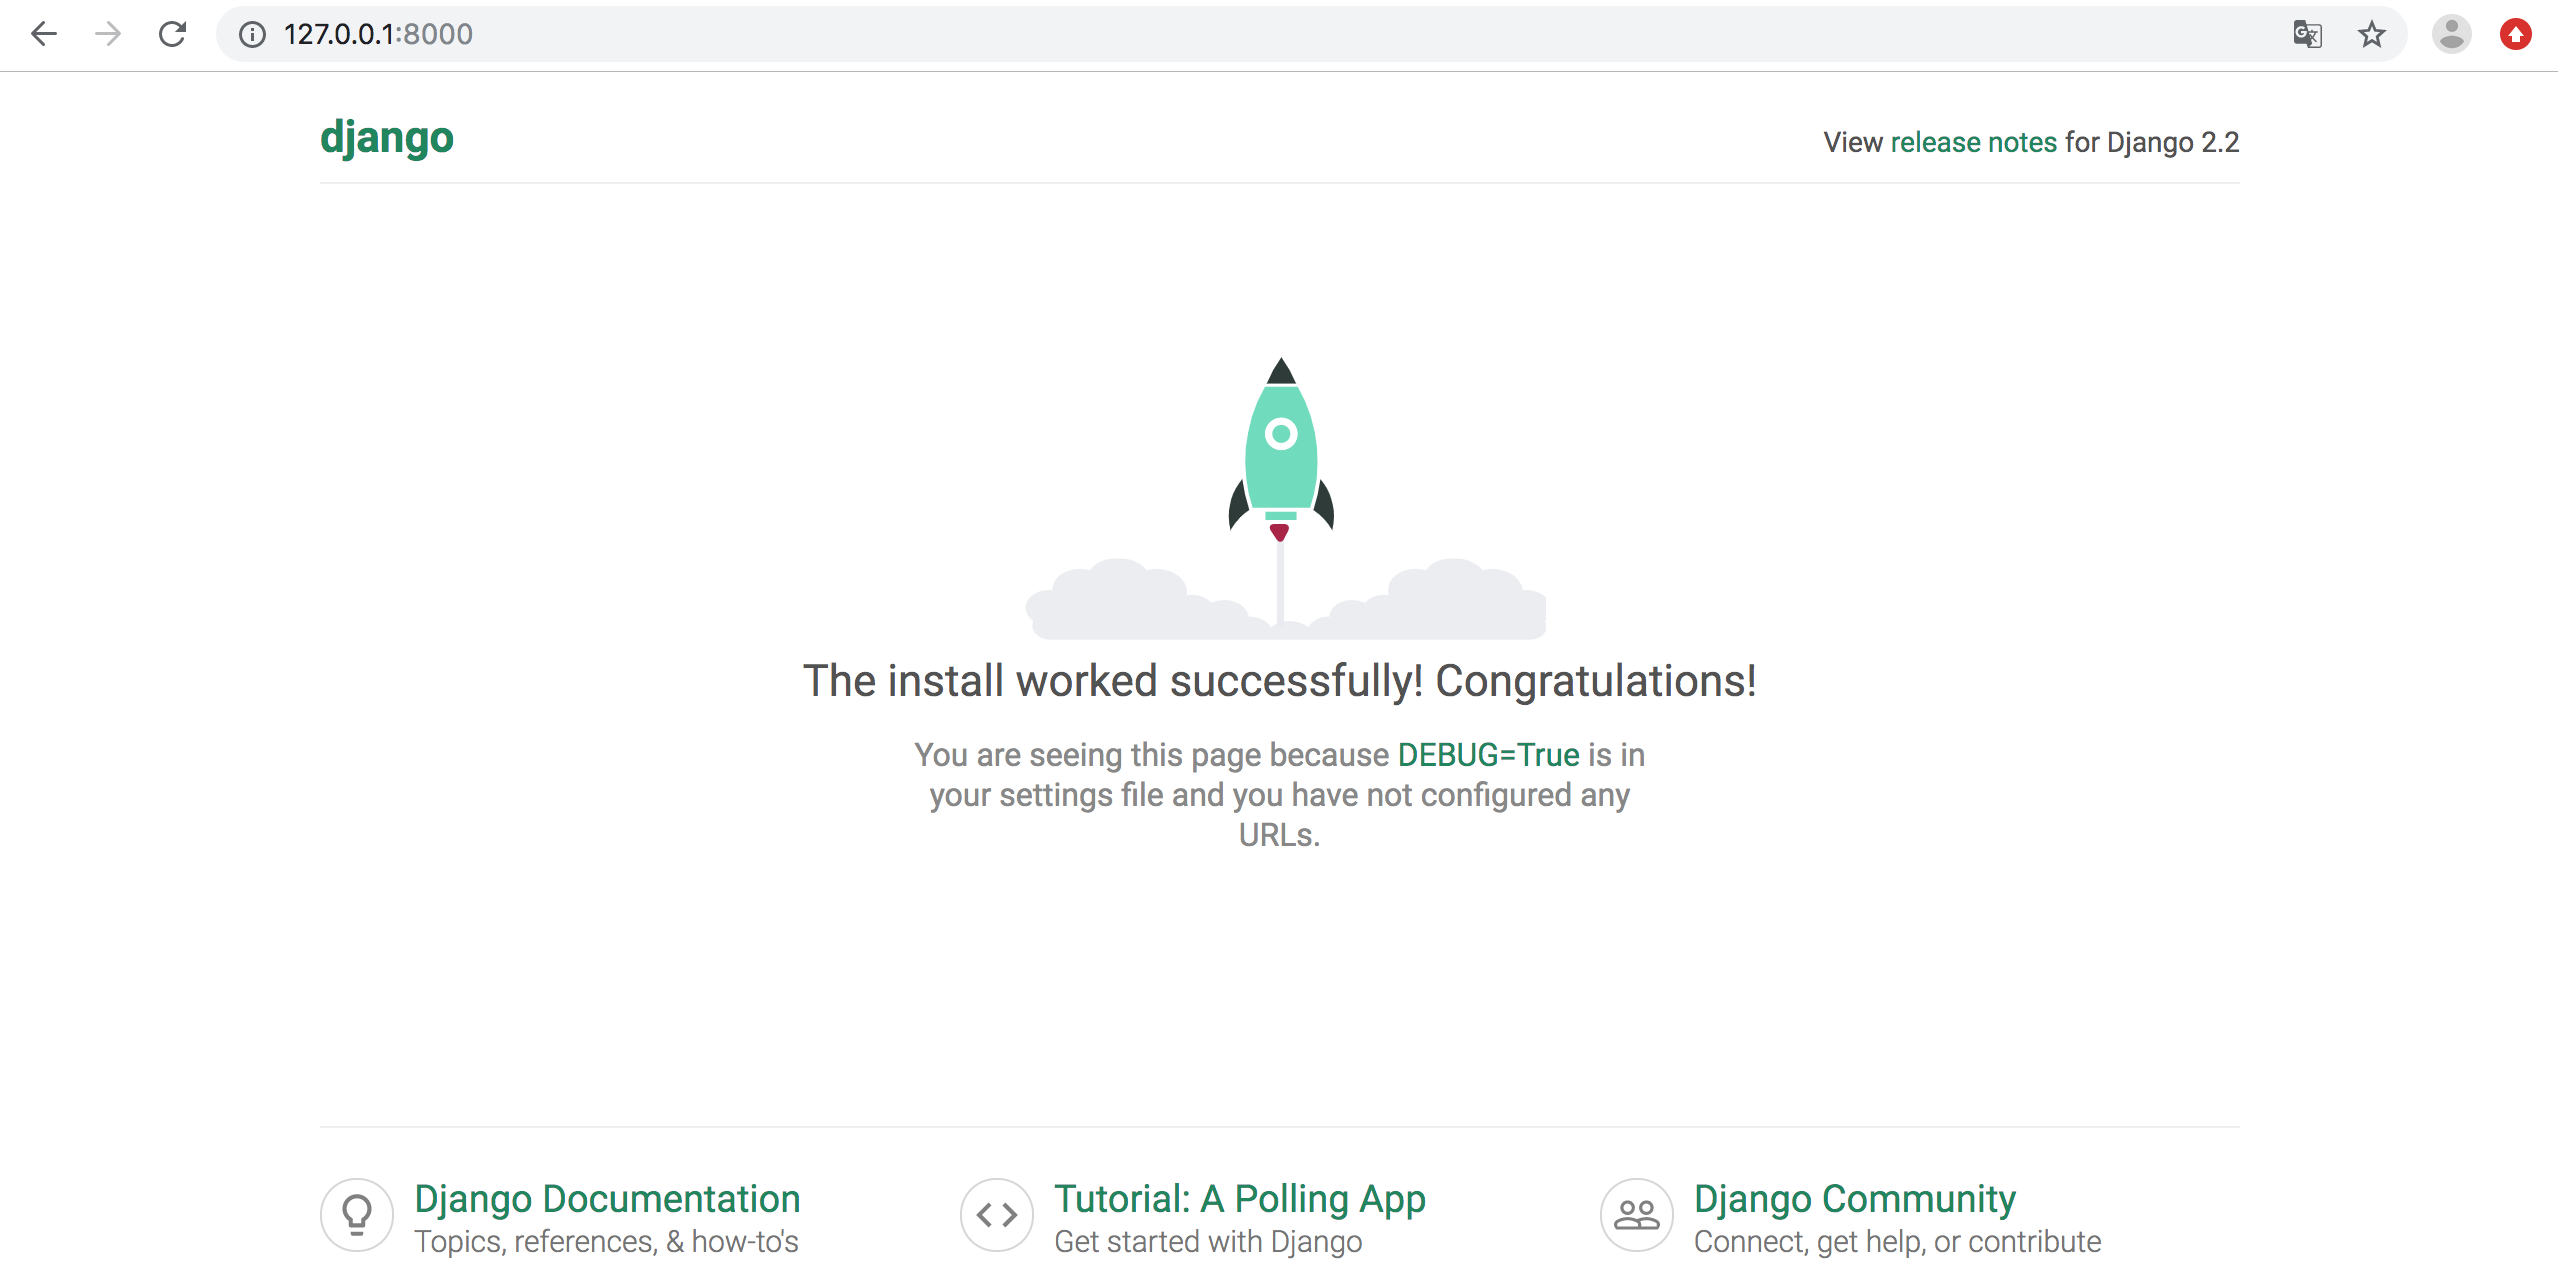 127.0.0.1:8000
django
View release notes for Django 2.2
The install worked successfully! Congratulations!
You are seeing this page because DEBUG=True is in
your settings file and you have not configured any
URLs.
Django Documentation
Topics, references, & how-to's
Tutorial: A Polling App
Get started with Django
Django Community
Connect, get help, or contribute